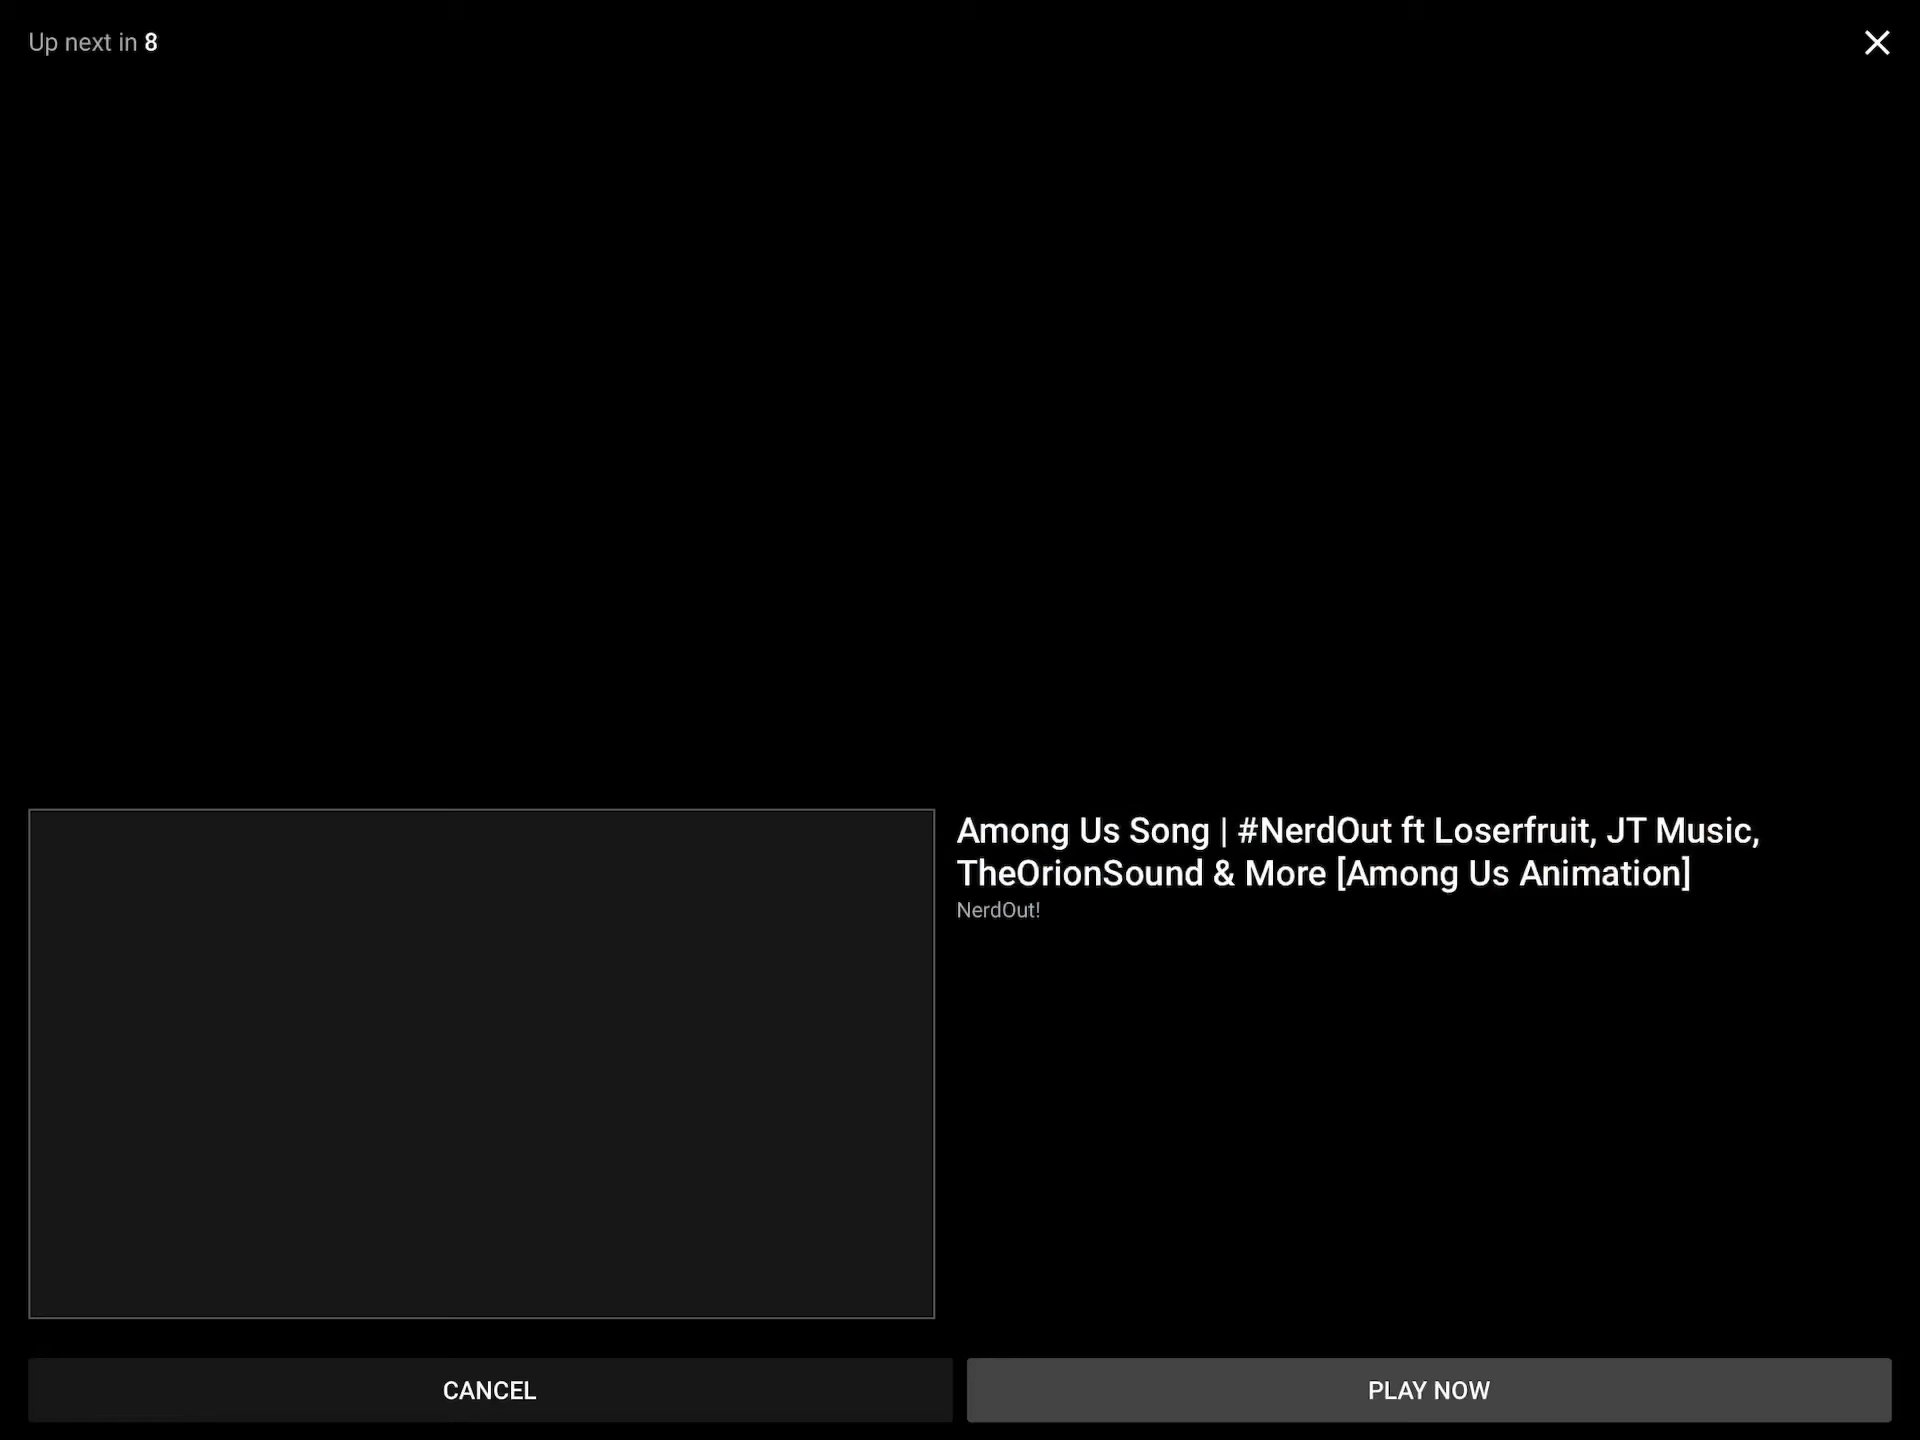 Up next in 8
Among Us Song | #NerdOut ft Loserfruit, JT Music,
TheOrionSound & More [Among Us Animation]
NerdOut!
CANCEL
PLAY NOW